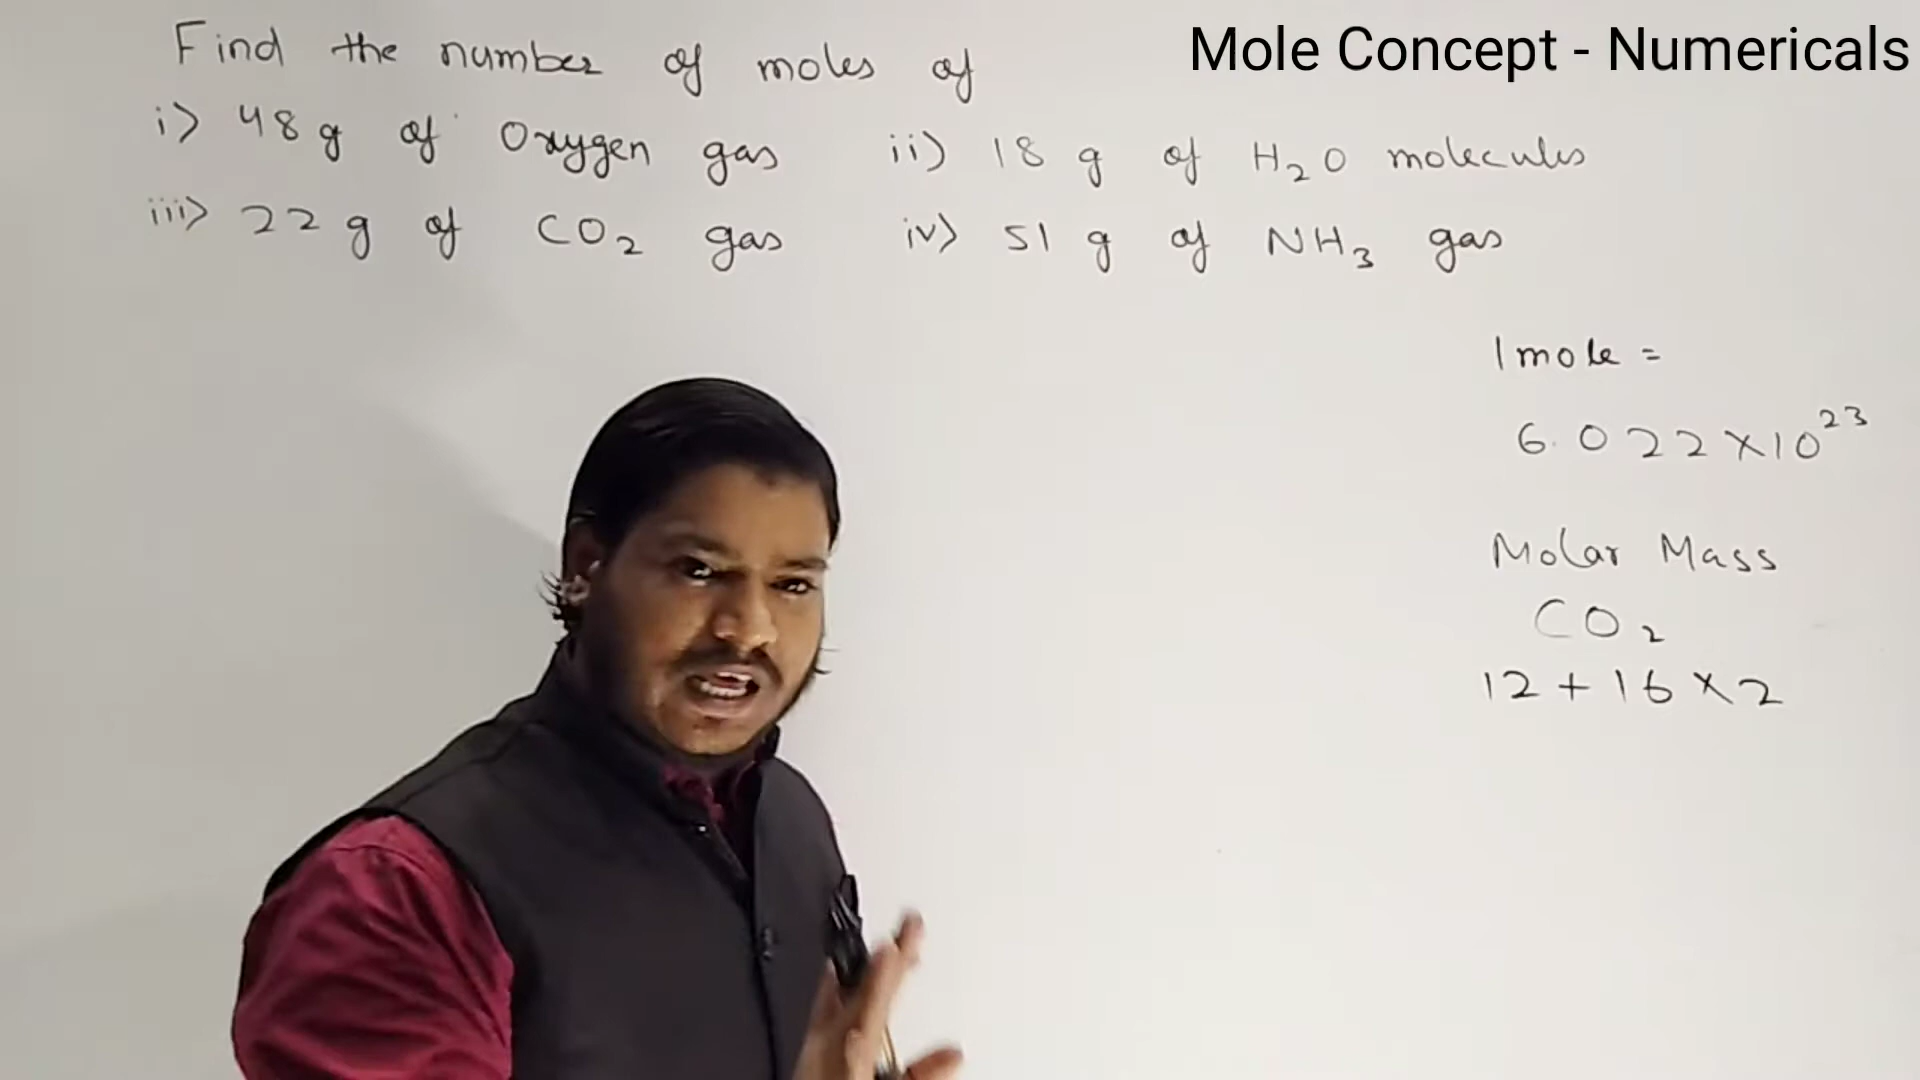 Mole Concept - Numericals
Find the number of moles of
i) 48 g of Oxygen gas ii) 18 g of H₂O molecules
iii) 22 g of CO₂ gas iv) 51 g of NH₃ gas
1 mole =
6.022×10²³
Molar Mass
CO₂
12 + 16 × 2